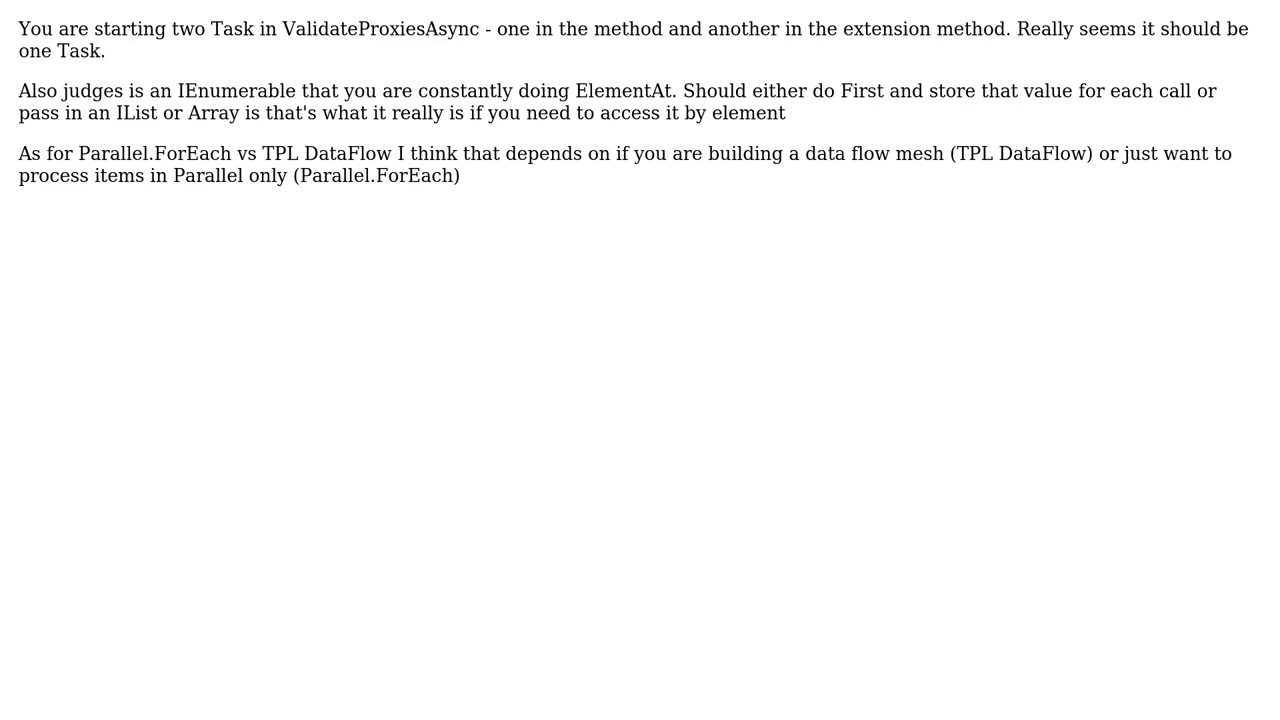 You are starting two Task in ValidateProxiesAsync - one in the method and another in the extension method. Really seems it should be
one Task.
Also judges is an IEnumerable that you are constantly doing ElementAt. Should either do First and store that value for each call or
pass in an IList or Array is that's what it really is if you need to access it by element
As for Parallel.ForEach vs TPL DataFlow I think that depends on if you are building a data flow mesh (TPL DataFlow) or just want to
process items in Parallel only (Parallel.ForEach)